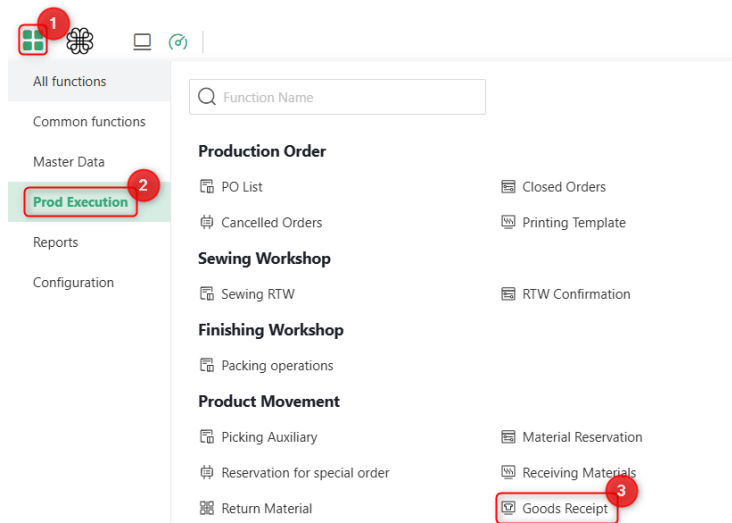 1
All functions
Function Name
Common functions
Production Order
Master Data
2
PO List
Closed Orders
Prod Execution
Cancelled Orders
Printing Template
Reports
Sewing Workshop
Configuration
Sewing RTW
RTW Confirmation
Finishing Workshop
Packing operations
Product Movement
Picking Auxiliary
Material Reservation
Reservation for special order
Receiving Materials
3
Return Material
Goods Receipt